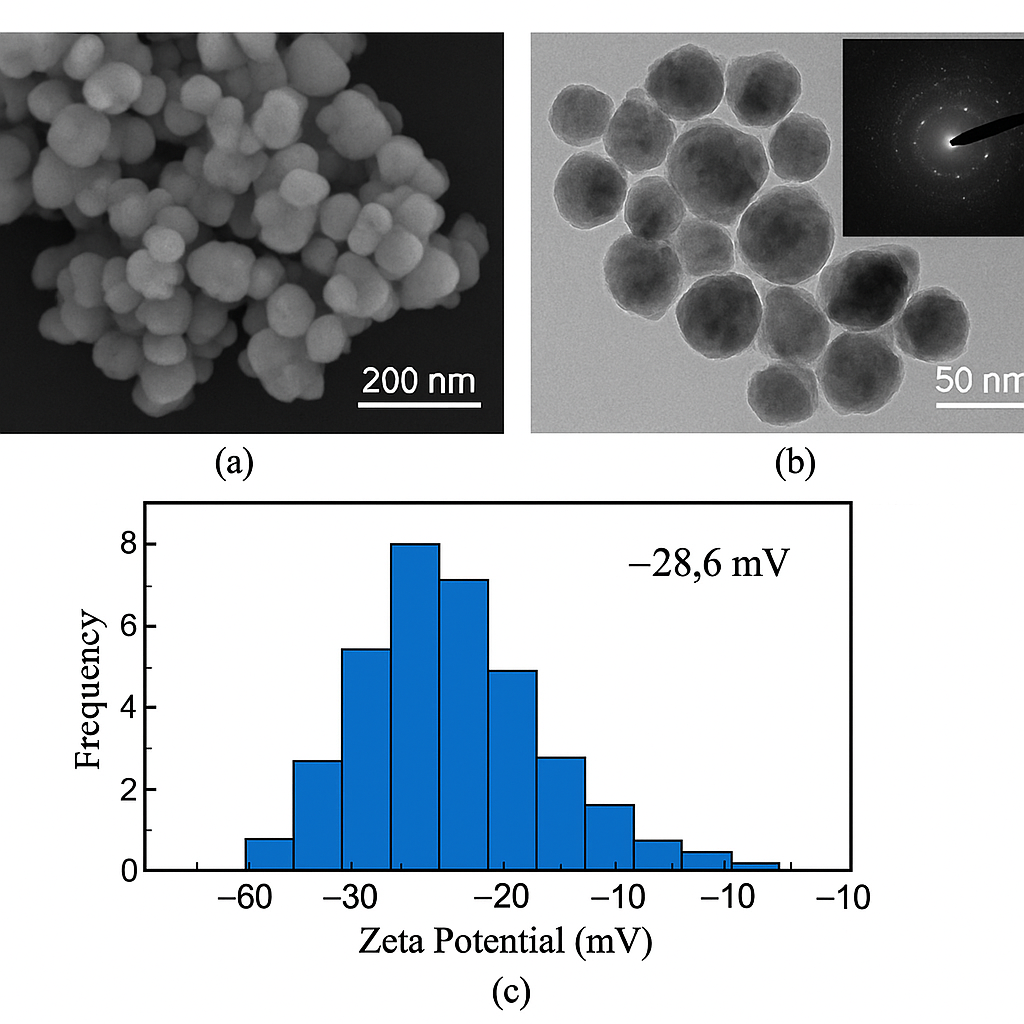 200 nm
50 nm
(a)
(b)
−28,6 mV
Frequency
8
6
4
2
0
−60 −30 −20 −10 −10 −10
Zeta Potential (mV)
(c)